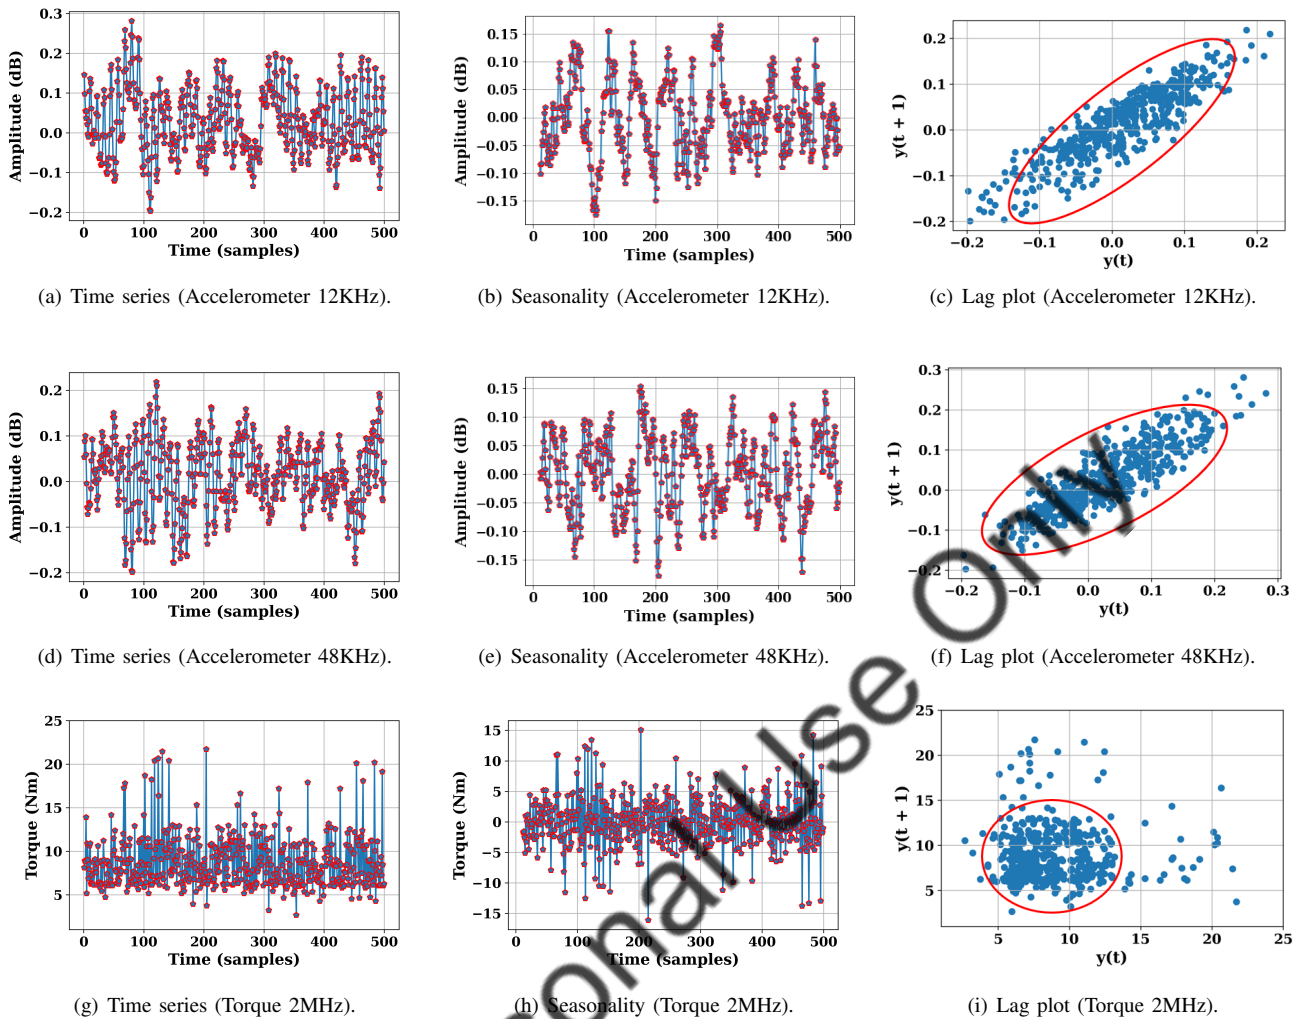 0.3
0.2
0.1
0.0
−0.1
−0.2
Amplitude (dB)
0 100 200 300 400 500
Time (samples)
(a) Time series (Accelerometer 12KHz).
0.15
0.10
0.05
0.00
−0.05
−0.10
−0.15
Amplitude (dB)
0 100 200 300 400 500
Time (samples)
(b) Seasonality (Accelerometer 12KHz).
0.2
0.1
0.0
−0.1
−0.2
y(t + 1)
−0.2 −0.1 0.0 0.1 0.2
y(t)
(c) Lag plot (Accelerometer 12KHz).
0.2
0.1
0.0
−0.1
−0.2
Amplitude (dB)
0 100 200 300 400 500
Time (samples)
(d) Time series (Accelerometer 48KHz).
0.15
0.10
0.05
0.00
−0.05
−0.10
−0.15
Amplitude (dB)
0 100 200 300 400 500
Time (samples)
(e) Seasonality (Accelerometer 48KHz).
0.3
0.2
0.1
0.0
−0.1
−0.2
y(t + 1)
−0.2 −0.1 0.0 0.1 0.2 0.3
y(t)
(f) Lag plot (Accelerometer 48KHz).
25
20
15
10
5
Torque (Nm)
0 100 200 300 400 500
Time (samples)
(g) Time series (Torque 2MHz).
15
10
5
0
−5
−10
−15
Torque (Nm)
0 100 200 300 400 500
Time (samples)
(h) Seasonality (Torque 2MHz).
25
20
15
10
5
y(t + 1)
5 10 15 20 25
y(t)
(i) Lag plot (Torque 2MHz).
Use Only